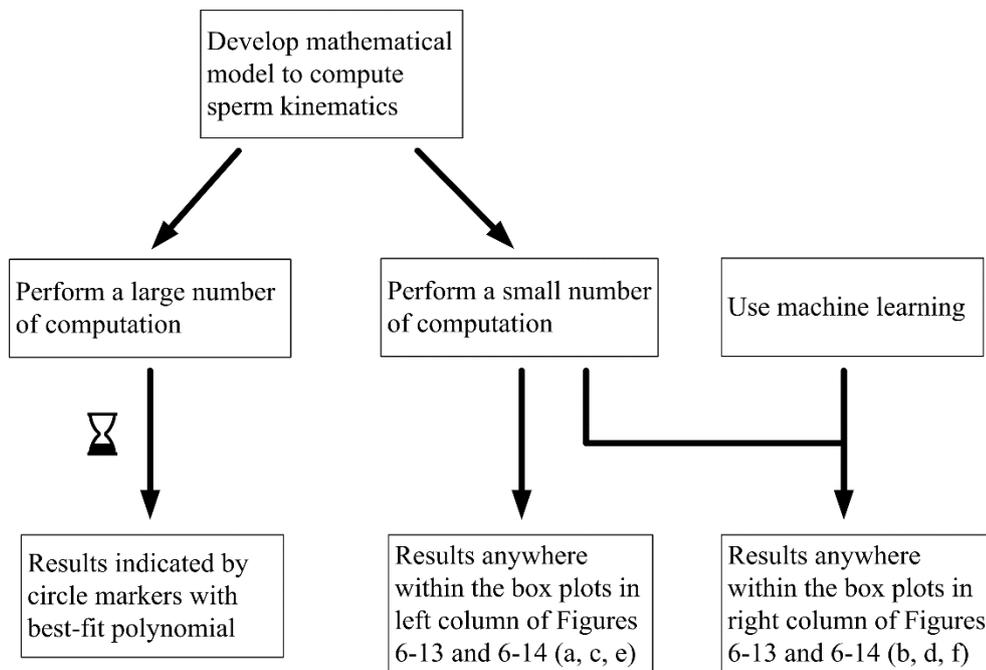 Develop mathematical
model to compute
sperm kinematics
Perform a large number
of computation
Perform a small number
of computation
Use machine learning
Results indicated by
circle markers with
best-fit polynomial
Results anywhere
within the box plots in
left column of Figures
6-13 and 6-14 (a, c, e)
Results anywhere
within the box plots in
right column of Figures
6-13 and 6-14 (b, d, f)